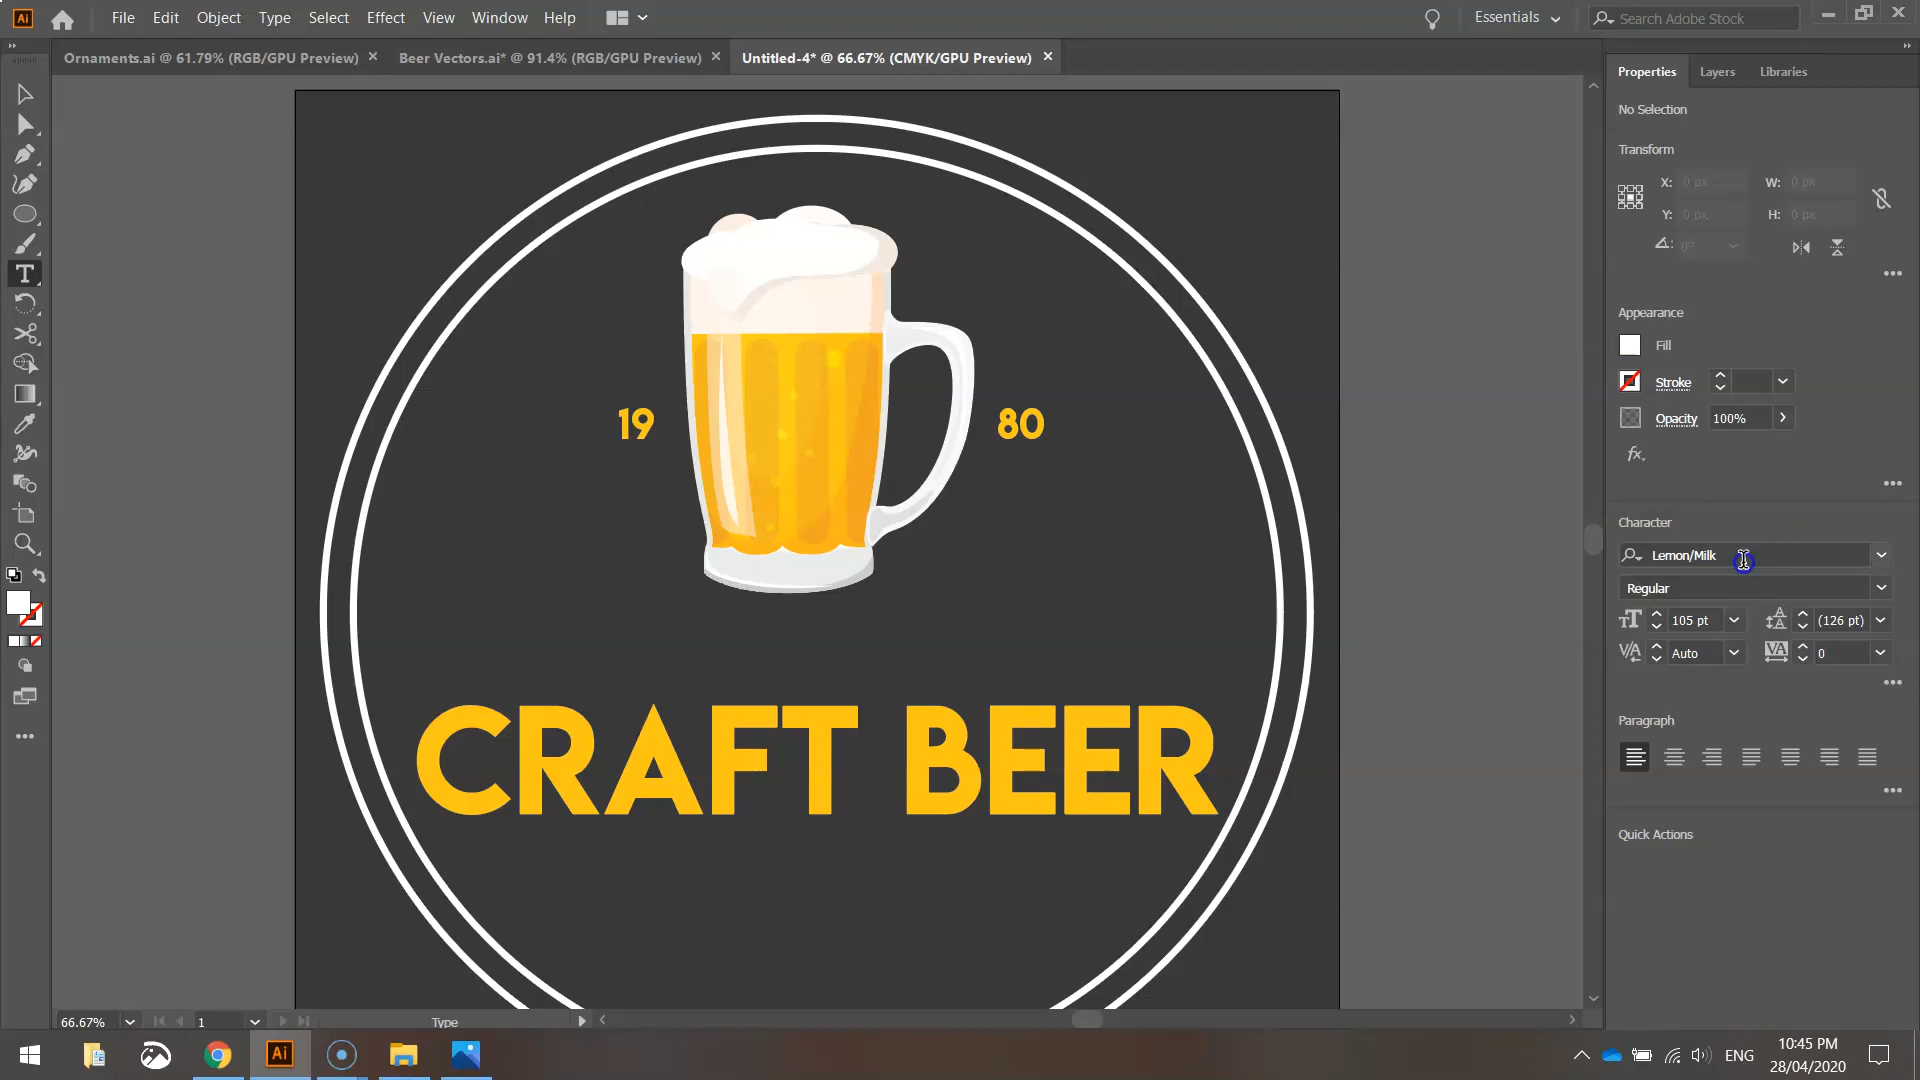 Ai File Edit Object Type Select Effect View Window Help Essentials Search Adobe Stock
Ornaments.ai @ 61.79% (RGB/GPU Preview) Beer Vectors.ai* @ 91.4% (RGB/GPU Preview) Untitled-4* @ 66.67% (CMYK/GPU Preview)
Properties Layers Libraries
No Selection
Transform
X: 0 px W: 0 px
Y: 0 px H: 0 px
0°
Appearance
Fill
Stroke
Opacity 100%
fx.
Character
Lemon/Milk
Regular
105 pt (126 pt)
Auto 0
Paragraph
Quick Actions
19 80
CRAFT BEER
66.67% 1 Type
Ai
ENG
10:45 PM
28/04/2020